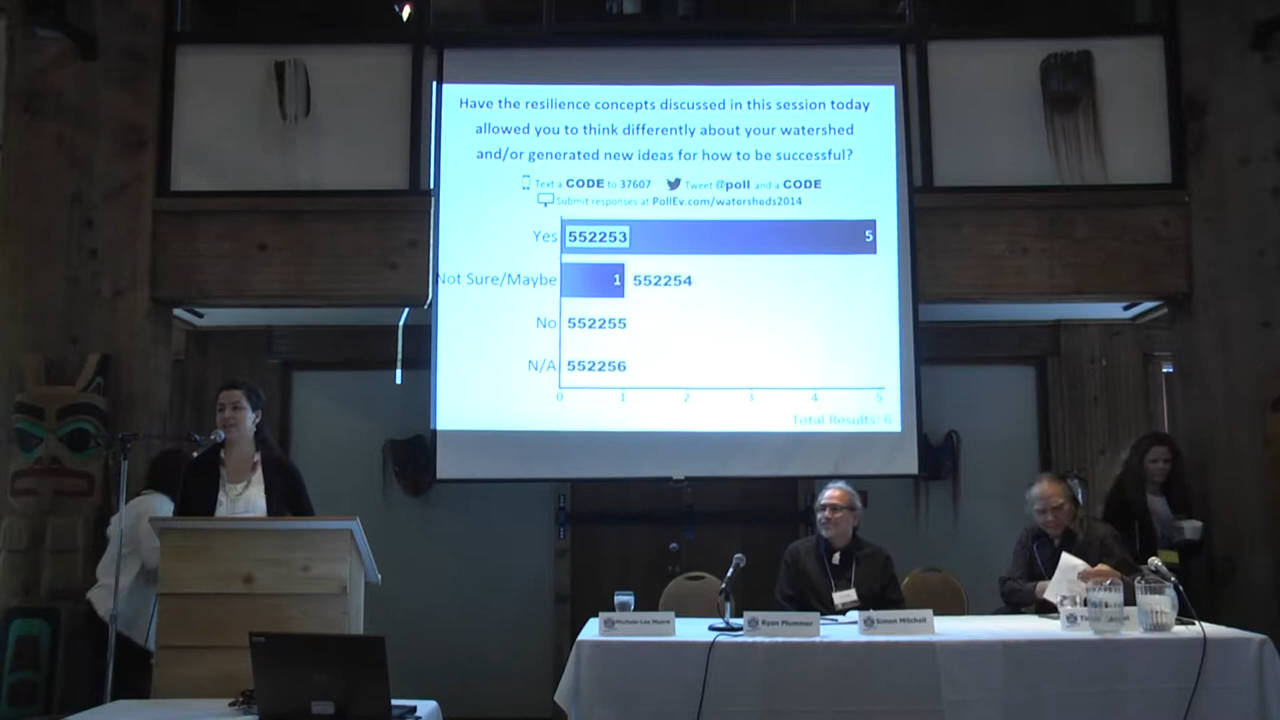 Have the resilience concepts discussed in this session today
allowed you to think differently about your watershed
and/or generated new ideas for how to be successful?
Text a CODE to 37607 Tweet @poll and a CODE
Submit responses at PollEv.com/watersheds2014
Yes 552253 5
Not Sure/Maybe 1 552254
No 552255
N/A 552256
0 1 2 3 4 5
Total Results: 6
Michele-Lee Moore
Ryan Plummer
Simon Mitchell